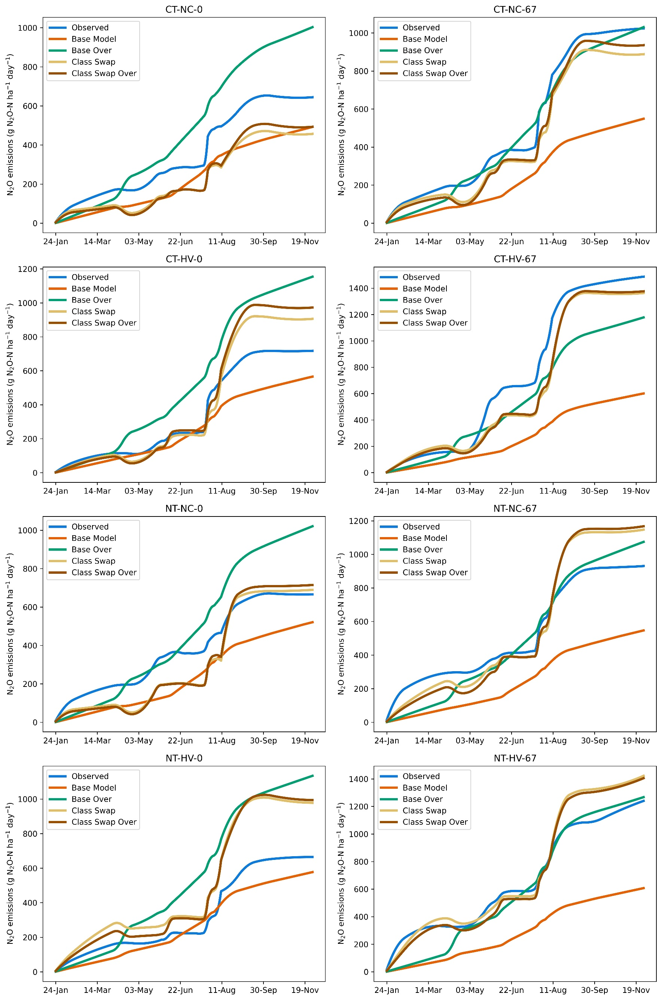 CT-NC-0
N₂O emissions (g N₂O-N ha⁻¹ day⁻¹)
1000
800
600
400
200
0
Observed
Base Model
Base Over
Class Swap
Class Swap Over
24-Jan 14-Mar 03-May 22-Jun 11-Aug 30-Sep 19-Nov
CT-NC-67
N₂O emissions (g N₂O-N ha⁻¹ day⁻¹)
1000
800
600
400
200
0
Observed
Base Model
Base Over
Class Swap
Class Swap Over
24-Jan 14-Mar 03-May 22-Jun 11-Aug 30-Sep 19-Nov
CT-HV-0
N₂O emissions (g N₂O-N ha⁻¹ day⁻¹)
1200
1000
800
600
400
200
0
Observed
Base Model
Base Over
Class Swap
Class Swap Over
24-Jan 14-Mar 03-May 22-Jun 11-Aug 30-Sep 19-Nov
CT-HV-67
N₂O emissions (g N₂O-N ha⁻¹ day⁻¹)
1400
1200
1000
800
600
400
200
0
Observed
Base Model
Base Over
Class Swap
Class Swap Over
24-Jan 14-Mar 03-May 22-Jun 11-Aug 30-Sep 19-Nov
NT-NC-0
N₂O emissions (g N₂O-N ha⁻¹ day⁻¹)
1000
800
600
400
200
0
Observed
Base Model
Base Over
Class Swap
Class Swap Over
24-Jan 14-Mar 03-May 22-Jun 11-Aug 30-Sep 19-Nov
NT-NC-67
N₂O emissions (g N₂O-N ha⁻¹ day⁻¹)
1200
1000
800
600
400
200
0
Observed
Base Model
Base Over
Class Swap
Class Swap Over
24-Jan 14-Mar 03-May 22-Jun 11-Aug 30-Sep 19-Nov
NT-HV-0
N₂O emissions (g N₂O-N ha⁻¹ day⁻¹)
1000
800
600
400
200
0
Observed
Base Model
Base Over
Class Swap
Class Swap Over
24-Jan 14-Mar 03-May 22-Jun 11-Aug 30-Sep 19-Nov
NT-HV-67
N₂O emissions (g N₂O-N ha⁻¹ day⁻¹)
1400
1200
1000
800
600
400
200
0
Observed
Base Model
Base Over
Class Swap
Class Swap Over
24-Jan 14-Mar 03-May 22-Jun 11-Aug 30-Sep 19-Nov